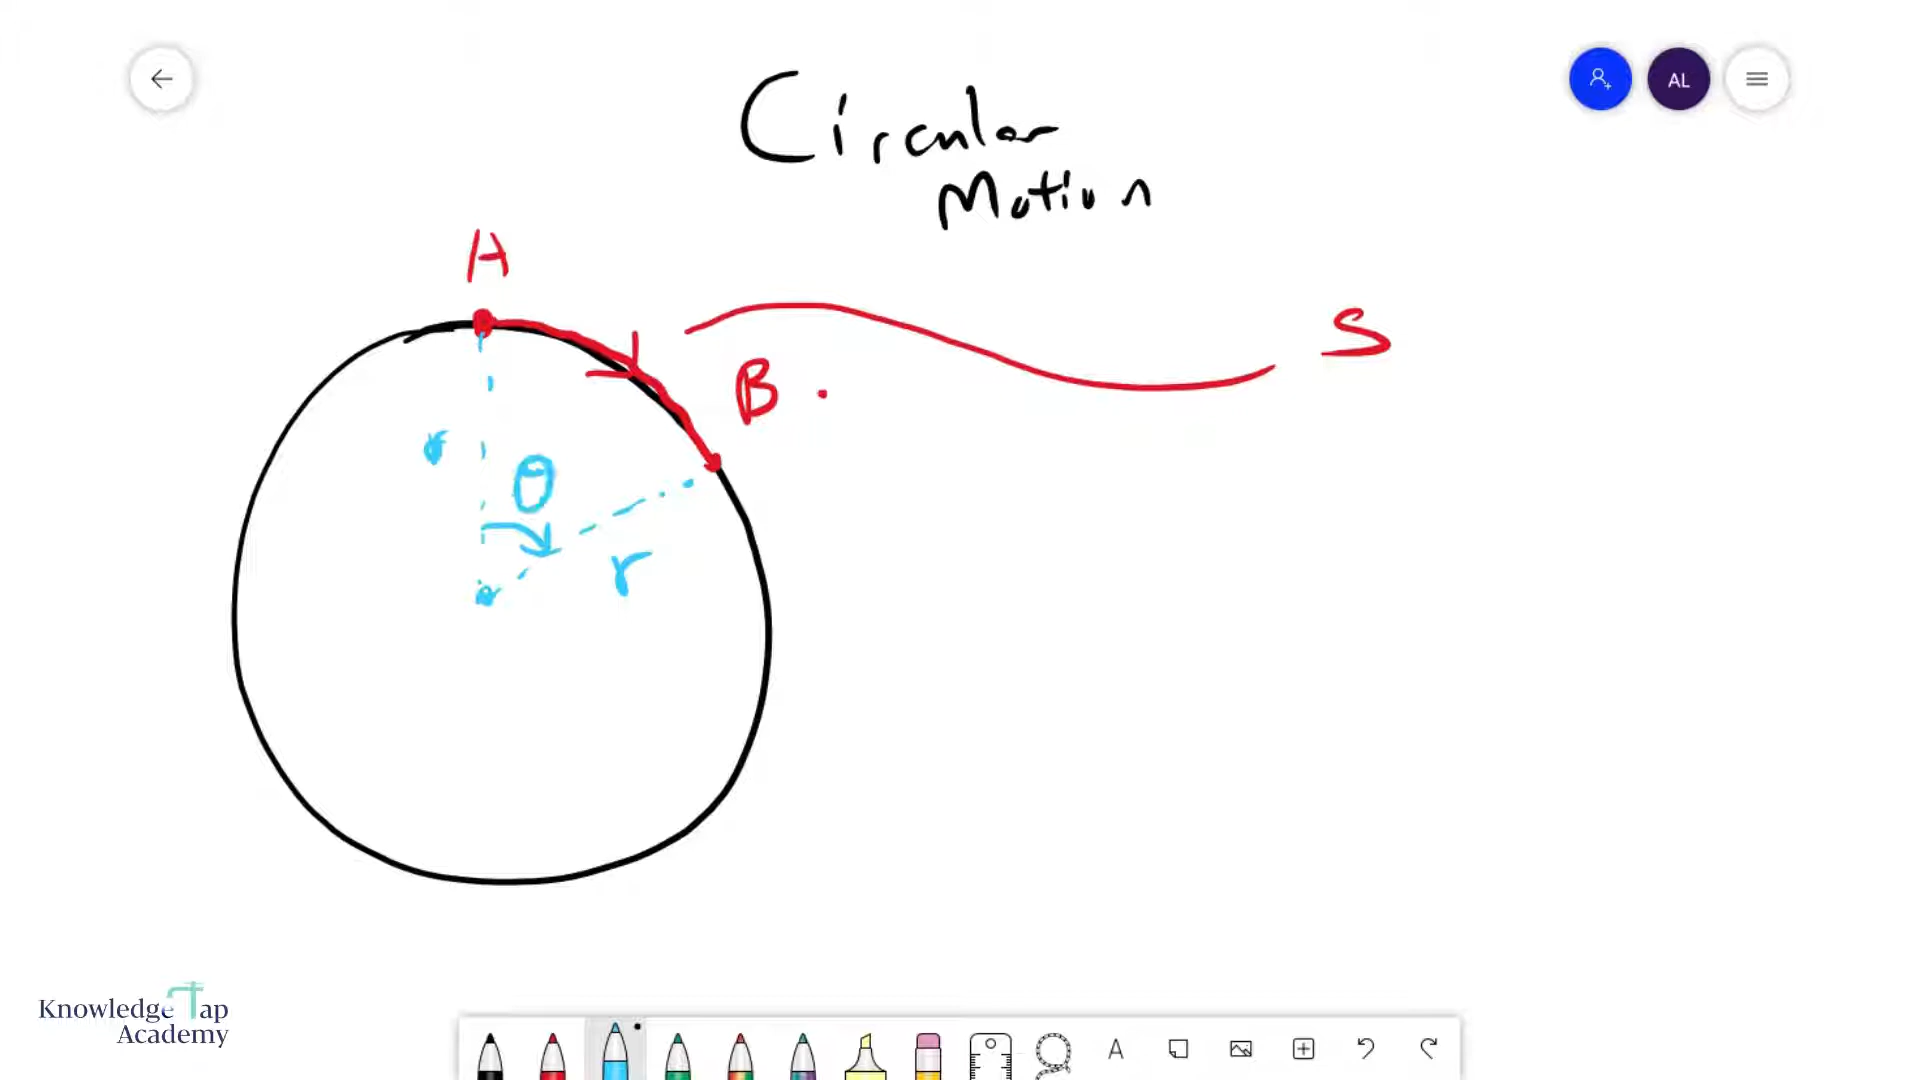 AL
Circular
Motion
A
S
B .
r
θ
r
Knowledge Tap
Academy
A